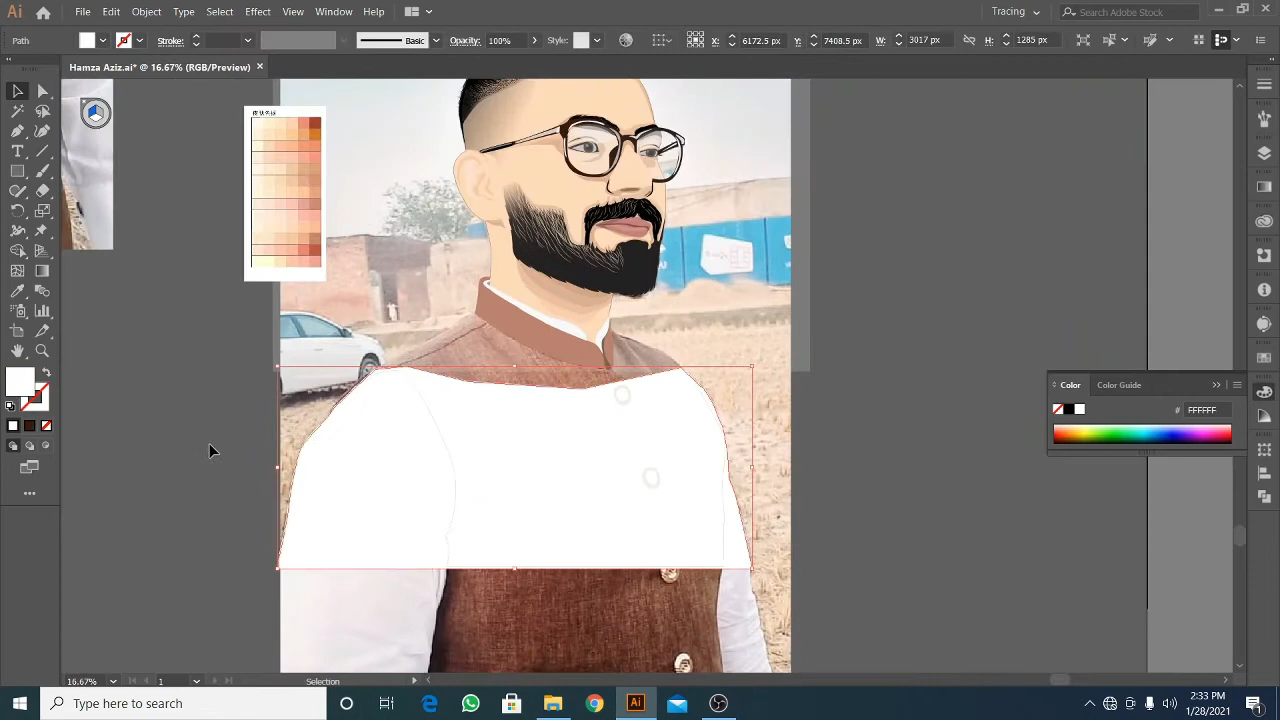 Ai File Edit Object Type Select Effect View Window Help Tracing Search Adobe Stock
Path Stroke: Basic Opacity: 100% Style: X: 6172.5 px Y: 7408.5 px W: 3017 px H: 1285 px
Hamza Aziz.ai* @ 16.67% (RGB/Preview)
Color Color Guide
# FFFFFF
16.67% 1 Selection
Type here to search Ai 2:33 PM
1/28/2021